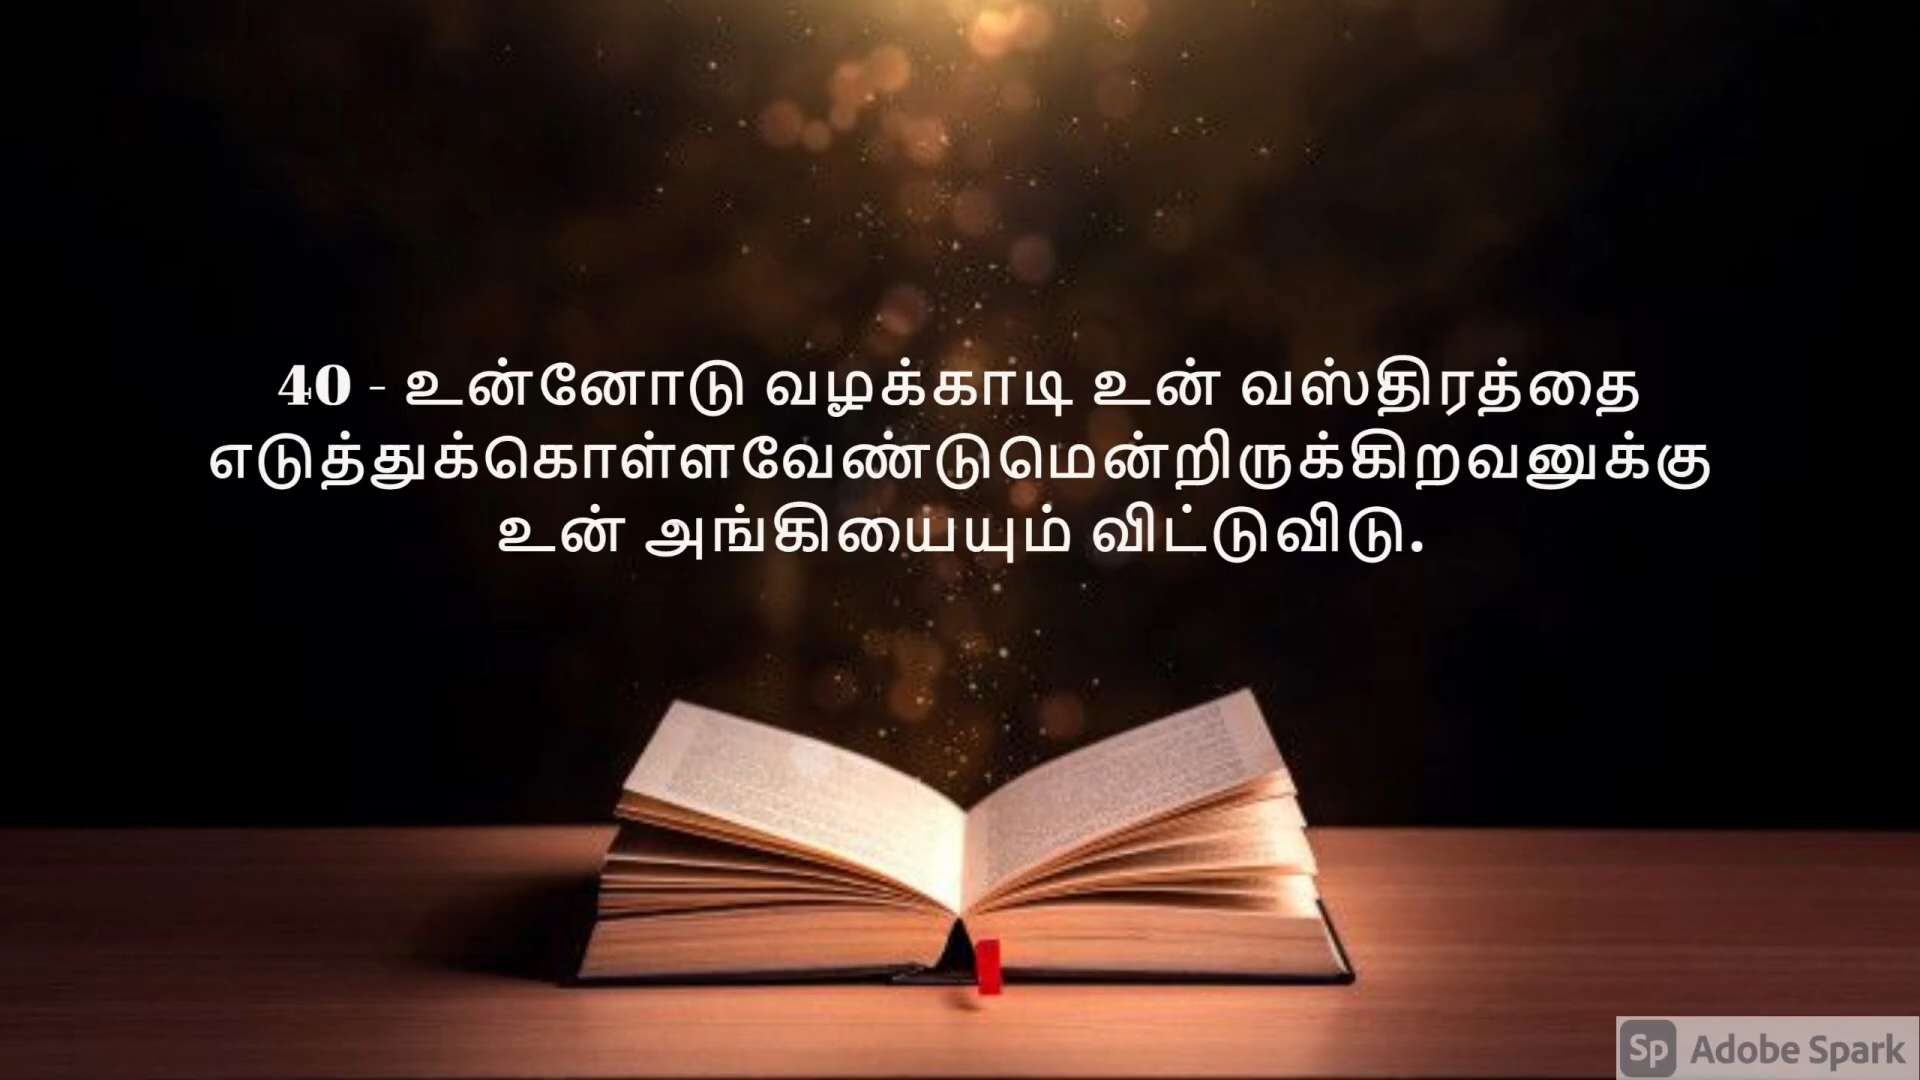 40 - உன்னோடு வழக்காடி உன் வஸ்திரத்தை
எடுத்துக்கொள்ளவேண்டுமென்றிருக்கிறவனுக்கு
உன் அங்கியையும் விட்டுவிடு.
Sp Adobe Spark